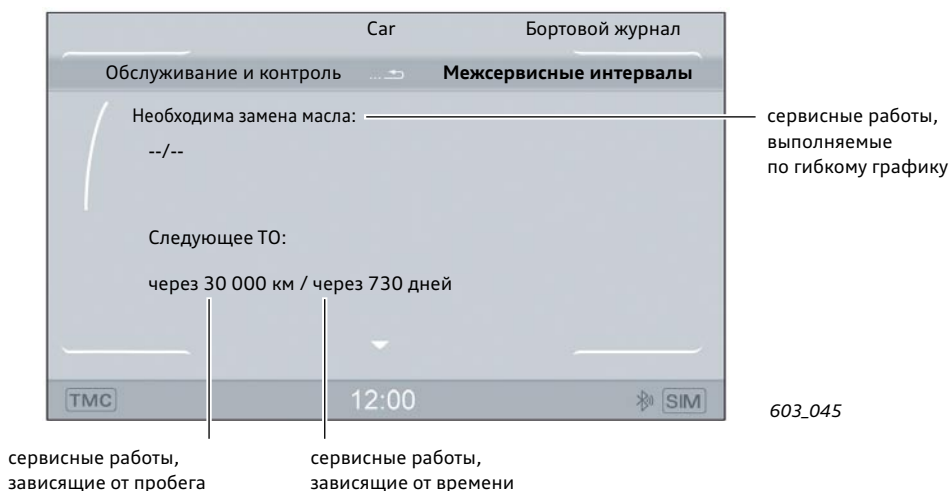 Car Бортовой журнал
Обслуживание и контроль ... Межсервисные интервалы
Необходима замена масла:
--/--
Следующее ТО:
через 30 000 км / через 730 дней
TMC 12:00 SIM
сервисные работы,
выполняемые
по гибкому графику
603_045
сервисные работы,
зависящие от пробега
сервисные работы,
зависящие от времени